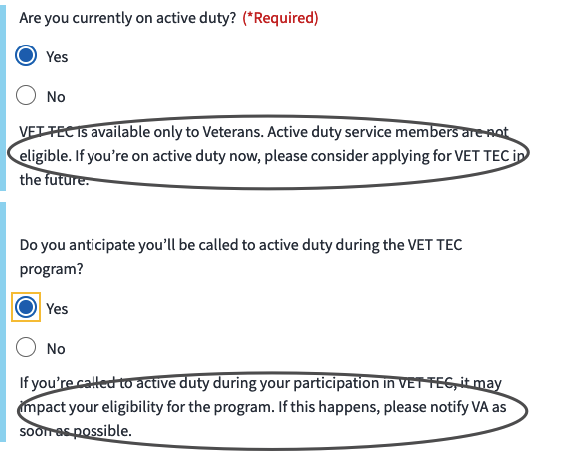 Are you currently on active duty? (*Required)
Yes
No
VET TEC is available only to Veterans. Active duty service members are not
eligible. If you’re on active duty now, please consider applying for VET TEC in
the future.
Do you anticipate you’ll be called to active duty during the VET TEC
program?
Yes
No
If you’re called to active duty during your participation in VET TEC, it may
impact your eligibility for the program. If this happens, please notify VA as
soon as possible.